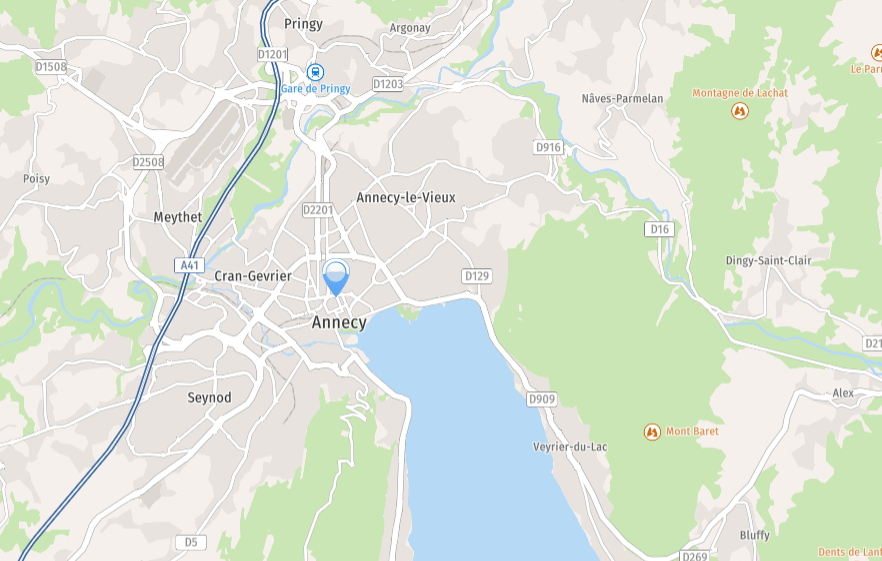 Pringy
Argonay
D1201
D1508
Le Par
Gare de Pringy
D1203
Montagne de Lachat
Nâves-Parmelan
D916
D2508
Poisy
Annecy-le-Vieux
Meythet
D2201
D16
Dingy-Saint-Clair
A41
Cran-Gevrier
D129
Annecy
D21
Seynod
D909
Alex
Mont Baret
Veyrier-du-Lac
Bluffy
D5
D269
Dents de Lanf